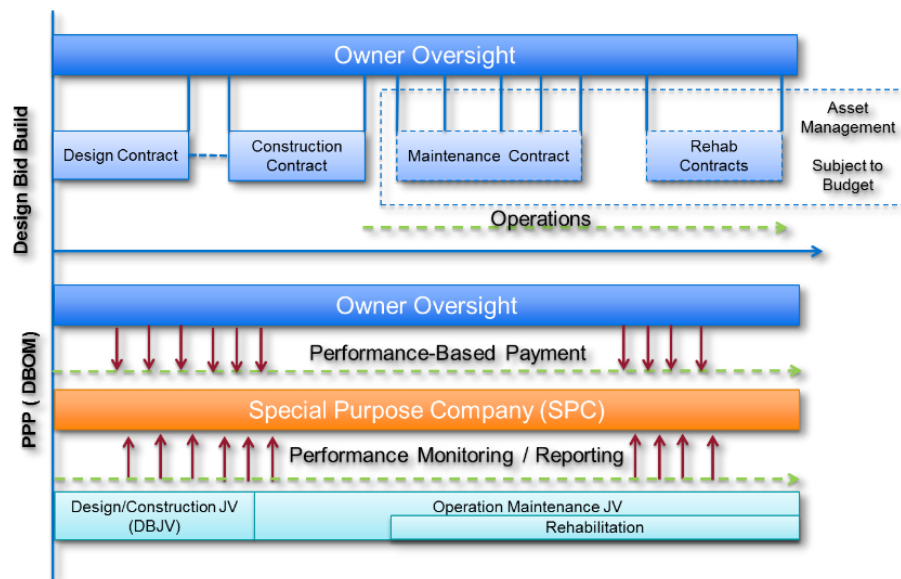 Design Bid Build
Owner Oversight
Design Contract
Construction
Contract
Maintenance Contract
Rehab
Contracts
Asset
Management
Subject to
Budget
Operations
PPP ( DBOM)
Owner Oversight
Performance-Based Payment
Special Purpose Company (SPC)
Performance Monitoring / Reporting
Design/Construction JV
(DBJV)
Operation Maintenance JV
Rehabilitation